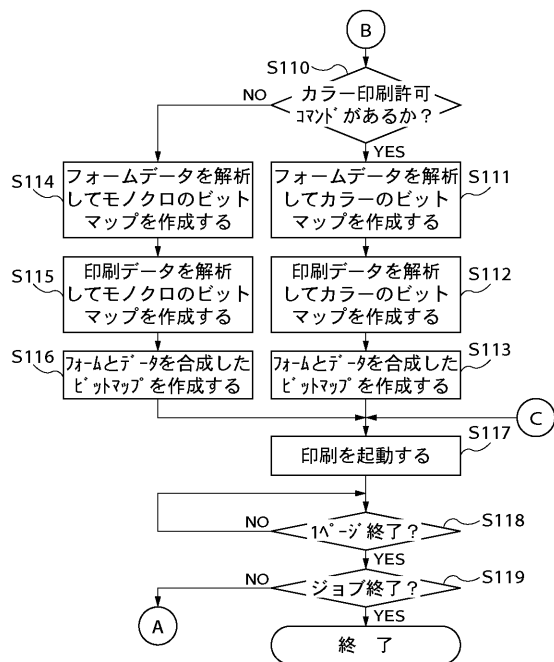 B
S110
カラー印刷許可
コマンドがあるか？
NO
YES
S114
フォームデータを解析
してモノクロのビット
マップを作成する
フォームデータを解析
してカラーのビット
マップを作成する
S111
S115
印刷データを解析
してモノクロのビット
マップを作成する
印刷データを解析
してカラーのビット
マップを作成する
S112
S116
フォームとデータを合成した
ビットマップを作成する
フォームとデータを合成した
ビットマップを作成する
S113
C
印刷を起動する
S117
NO
1ページ終了？
S118
YES
NO
ジョブ終了？
S119
YES
A
終 了